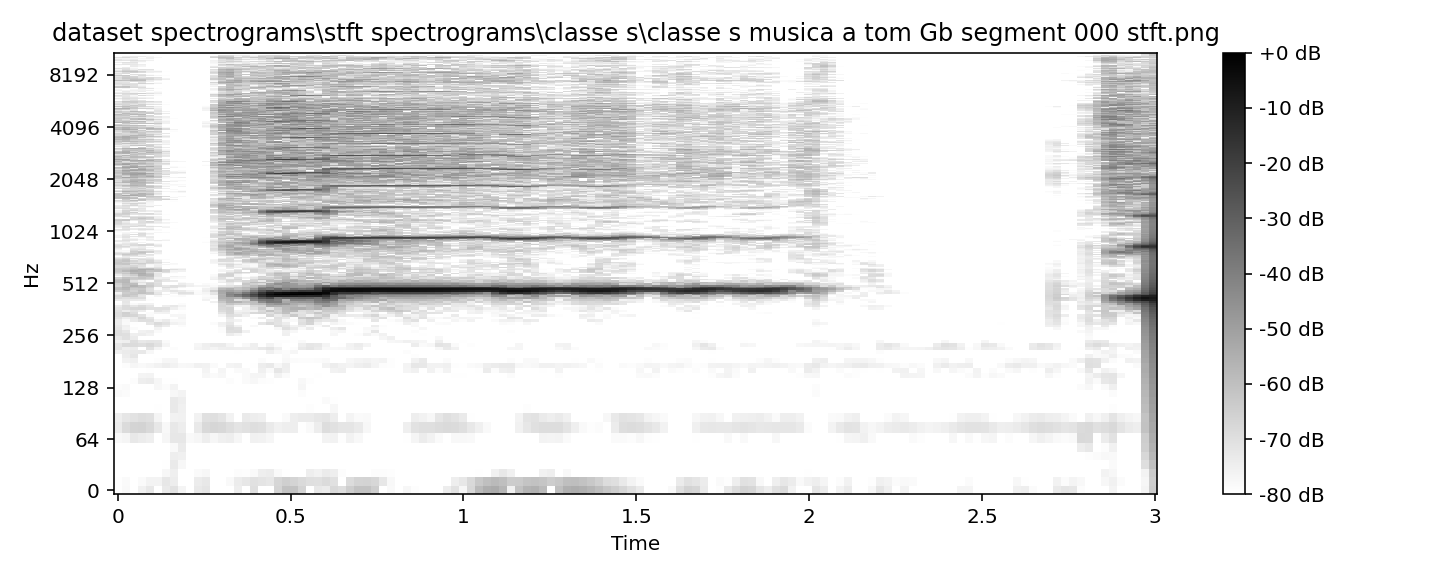 dataset spectrograms\stft spectrograms\classe s\classe s musica a tom Gb segment 000 stft.png
8192
4096
2048
1024
512
256
128
64
0
Hz
0
0.5
1
1.5
2
2.5
3
Time
+0 dB
-10 dB
-20 dB
-30 dB
-40 dB
-50 dB
-60 dB
-70 dB
-80 dB